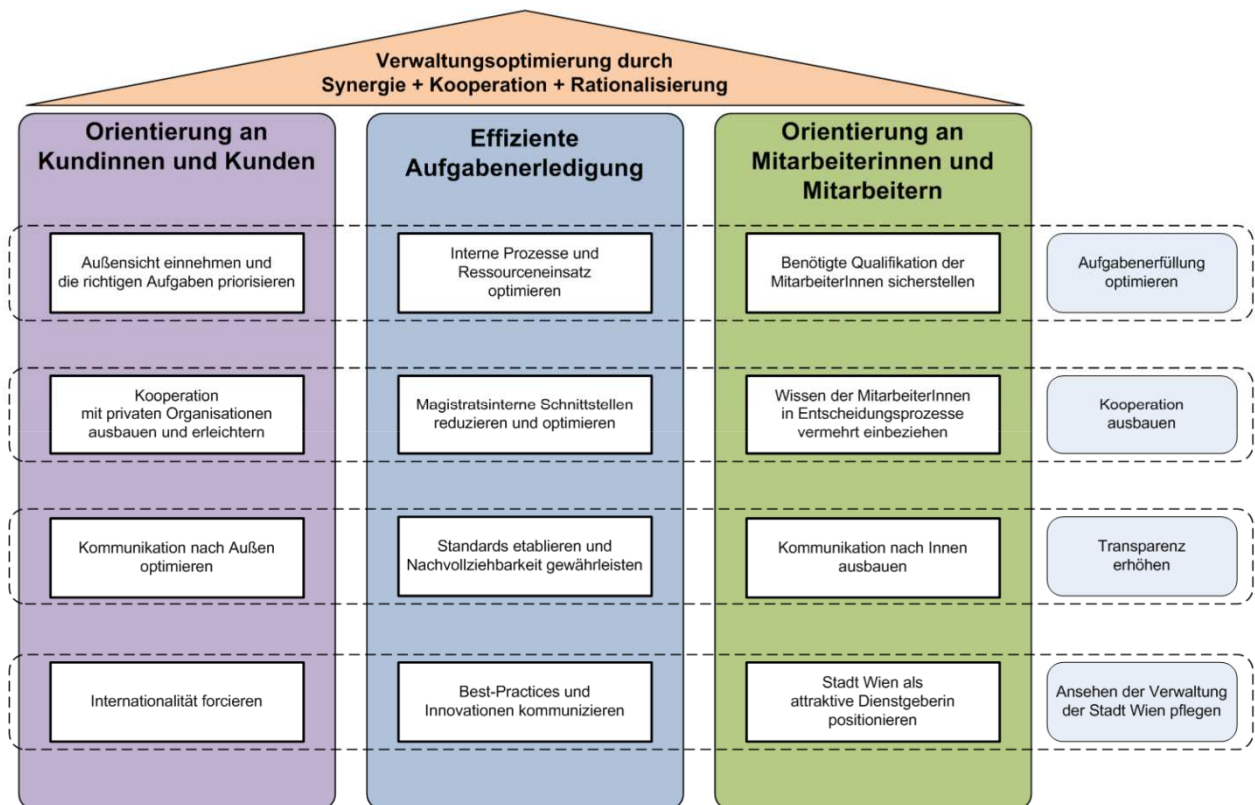 Verwaltungsoptimierung durch
Synergie + Kooperation + Rationalisierung
Orientierung an
Kundinnen und Kunden
Effiziente
Aufgabenerledigung
Orientierung an
Mitarbeiterinnen und
Mitarbeitern
Außensicht einnehmen und
die richtigen Aufgaben priorisieren
Interne Prozesse und
Ressourceneinsatz
optimieren
Benötigte Qualifikation der
MitarbeiterInnen sicherstellen
Aufgabenerfüllung
optimieren
Kooperation
mit privaten Organisationen
ausbauen und erleichtern
Magistratsinterne Schnittstellen
reduzieren und optimieren
Wissen der MitarbeiterInnen
in Entscheidungsprozesse
vermehrt einbeziehen
Kooperation
ausbauen
Kommunikation nach Außen
optimieren
Standards etablieren und
Nachvollziehbarkeit gewährleisten
Kommunikation nach Innen
ausbauen
Transparenz
erhöhen
Internationalität forcieren
Best-Practices und
Innovationen kommunizieren
Stadt Wien als
attraktive Dienstgeberin
positionieren
Ansehen der Verwaltung
der Stadt Wien pflegen